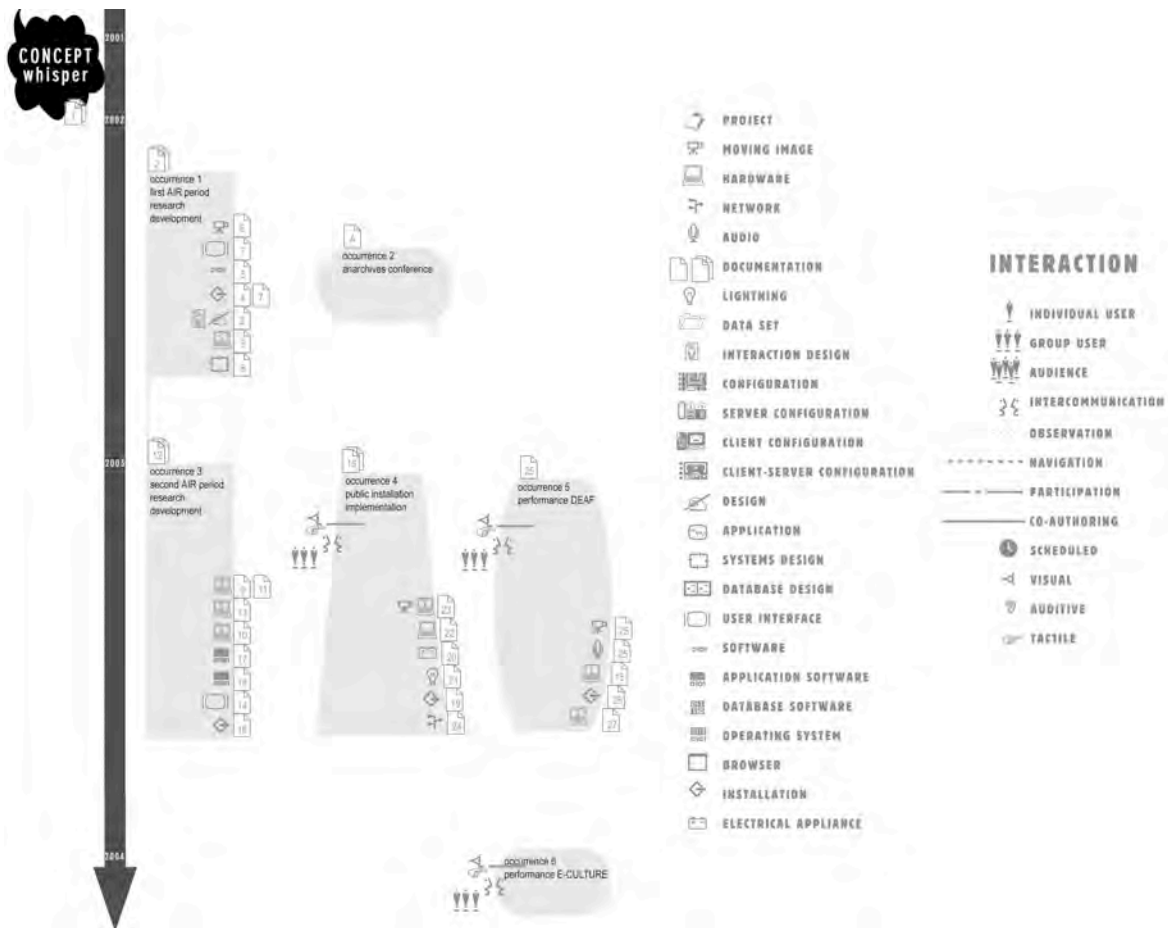 CONCEPT
whisper
2001
2002
occurrence 1
first AIR period
research
dsvelopment
occurrence 2
anarchives conference
2003
occurrence 3
second AIR period
research
development
occurrence 4
public installation
implementation
occurrence 5
performance DEAF
2004
occurrence 6
performance E-CULTURE
PROJECT
MOVING IMAGE
HARDWARE
NETWORK
AUDIO
DOCUMENTATION
LIGHTNING
DATA SET
INTERACTION DESIGN
CONFIGURATION
SERVER CONFIGURATION
CLIENT CONFIGURATION
CLIENT-SERVER CONFIGURATION
DESIGN
APPLICATION
SYSTEMS DESIGN
DATABASE DESIGN
USER INTERFACE
SOFTWARE
APPLICATION SOFTWARE
DATABASE SOFTWARE
OPERATING SYSTEM
BROWSER
INSTALLATION
ELECTRICAL APPLIANCE
INTERACTION
INDIVIDUAL USER
GROUP USER
AUDIENCE
INTERCOMMUNICATION
OBSERVATION
NAVIGATION
PARTICIPATION
CO-AUTHORING
SCHEDULED
VISUAL
AUDITIVE
TACTILE